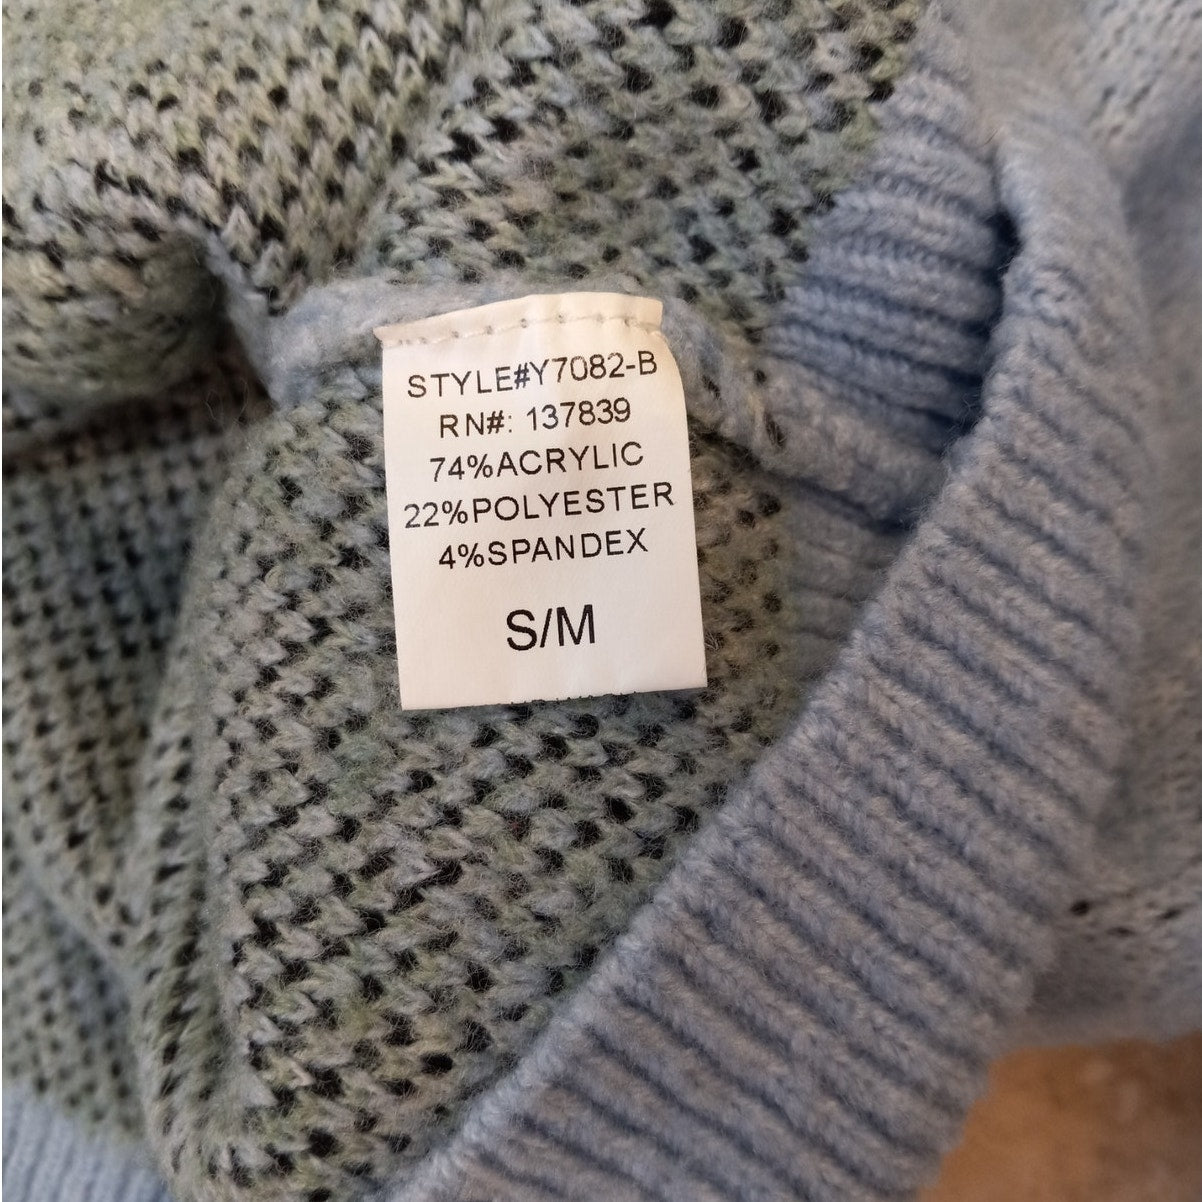 STYLE#Y7082-B
RN#: 137839
74%ACRYLIC
22%POLYESTER
4%SPANDEX
S/M